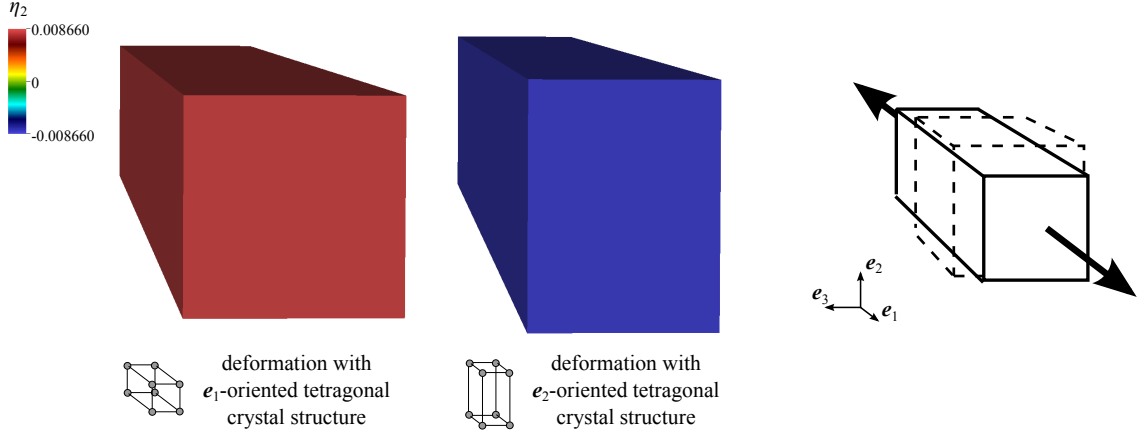 η2
0.008660
0
-0.008660
deformation with
e1-oriented tetragonal
crystal structure
deformation with
e2-oriented tetragonal
crystal structure
e2
e3
e1